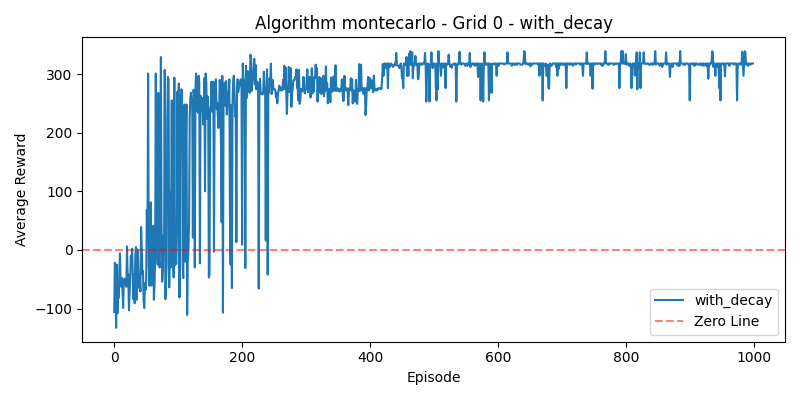 Algorithm montecarlo - Grid 0 - with_decay
Average Reward
300
200
100
0
−100
with_decay
Zero Line
0 200 400 600 800 1000
Episode